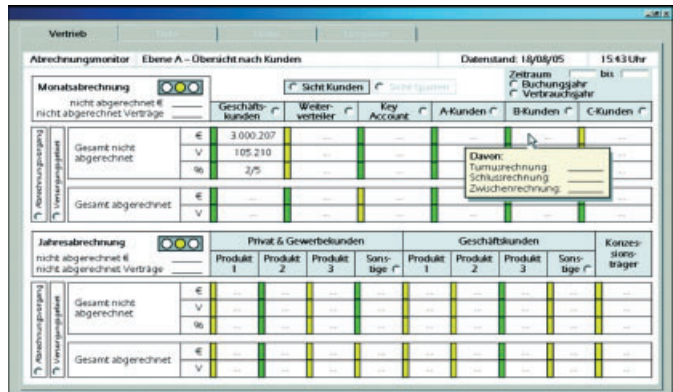 Vertrieb
Abrechnungsmonitor Ebene A – Übersicht nach Kunden Datenstand: 18/08/05 15:43 Uhr
Monatsabrechnung
nicht abgerechnet €
nicht abgerechnet Verträge
Sicht Kunden
Zeitraum bis
Buchungsjahr
Verbrauchsjahr
Geschäfts-kunden Weiter-verteiler Key Account A-Kunden B-Kunden C-Kunden
Abrechnungsvorgang
Versorgungsgebiet
Gesamt nicht abgerechnet
€ 3.000.207 ... ... ... ... ...
V 105.210 ... ...
% 2/5 ... ...
Davon:
Turnusrechnung:
Schlussrechnung:
Zwischenrechnung:
Gesamt abgerechnet
€ ... ... ... ... ... ...
V ... ... ... ... ... ...
Jahresabrechnung
nicht abgerechnet €
nicht abgerechnet Verträge
Privat & Gewerbekunden Geschäftskunden Konzes-sions-träger
Produkt 1 Produkt 2 Produkt 3 Sons-tige Produkt 1 Produkt 2 Produkt 3 Sons-tige
Abrechnungsvorgang
Versorgungsgebiet
Gesamt nicht abgerechnet
€ ... ... ... ... ... ... ... ... ...
V ... ... ... ... ... ... ... ... ...
% ... ... ... ... ... ... ... ... ...
Gesamt abgerechnet
€ ... ... ... ... ... ... ... ... ...
V ... ... ... ... ... ... ... ... ...